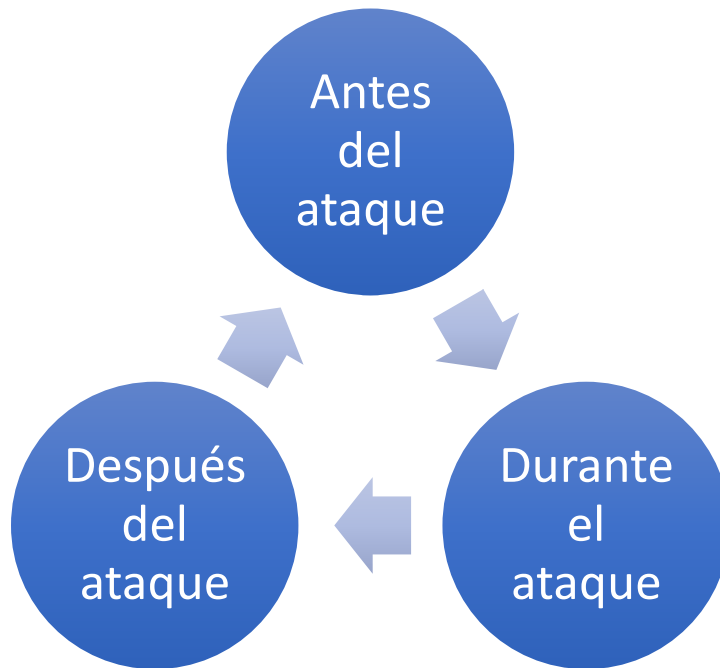 Antes
del
ataque
Durante
el
ataque
Después
del
ataque